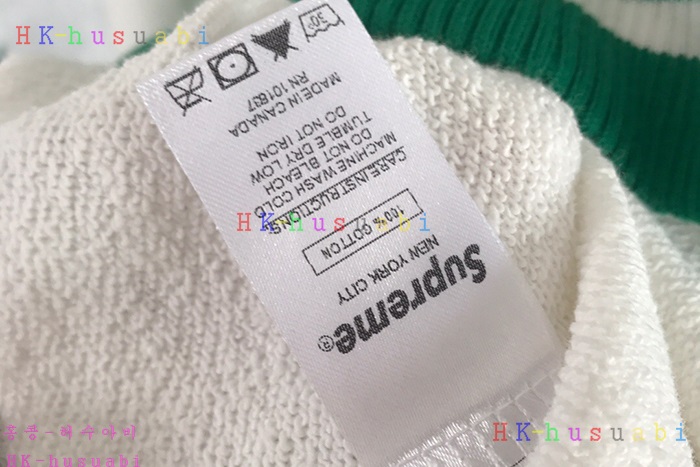 HK-husuabi
Supreme®
NEW YORK CITY
100% COTTON
CARE INSTRUCTIONS
MACHINE WASH COLD
DO NOT BLEACH
TUMBLE DRY LOW
DO NOT IRON
RN 101837
MADE IN CANADA
30°
HK-husuabi
홍콩-허수아비
HK-husuabi
HK-husuabi